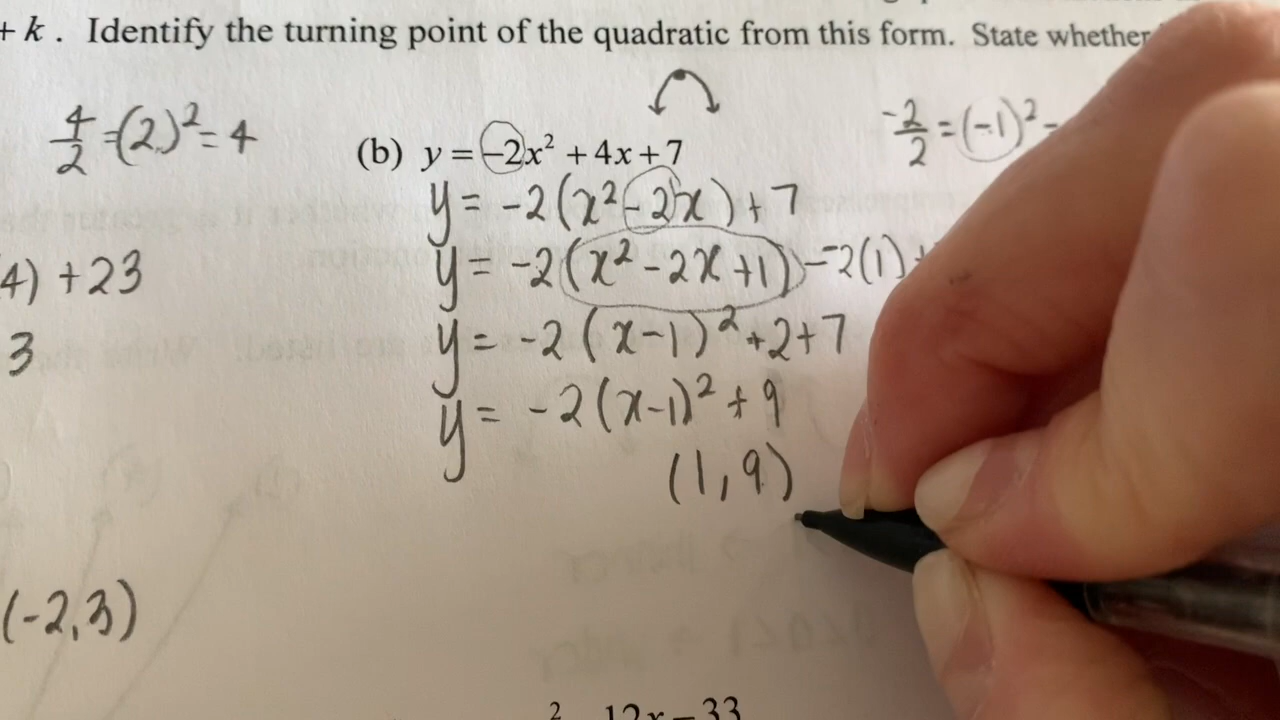 + k . Identify the turning point of the quadratic from this form. State whether
4/2 = (2)² = 4
(b) y = -2x² + 4x + 7
-2/2 = (-1)² -
y = -2(x² - 2x) + 7
y = -2(x² - 2x + 1) - -2(1) +
4) + 23
y = -2(x-1)² + 2 + 7
3
y = -2(x-1)² + 9
(1, 9)
(-2, 3)
2 12x - 33